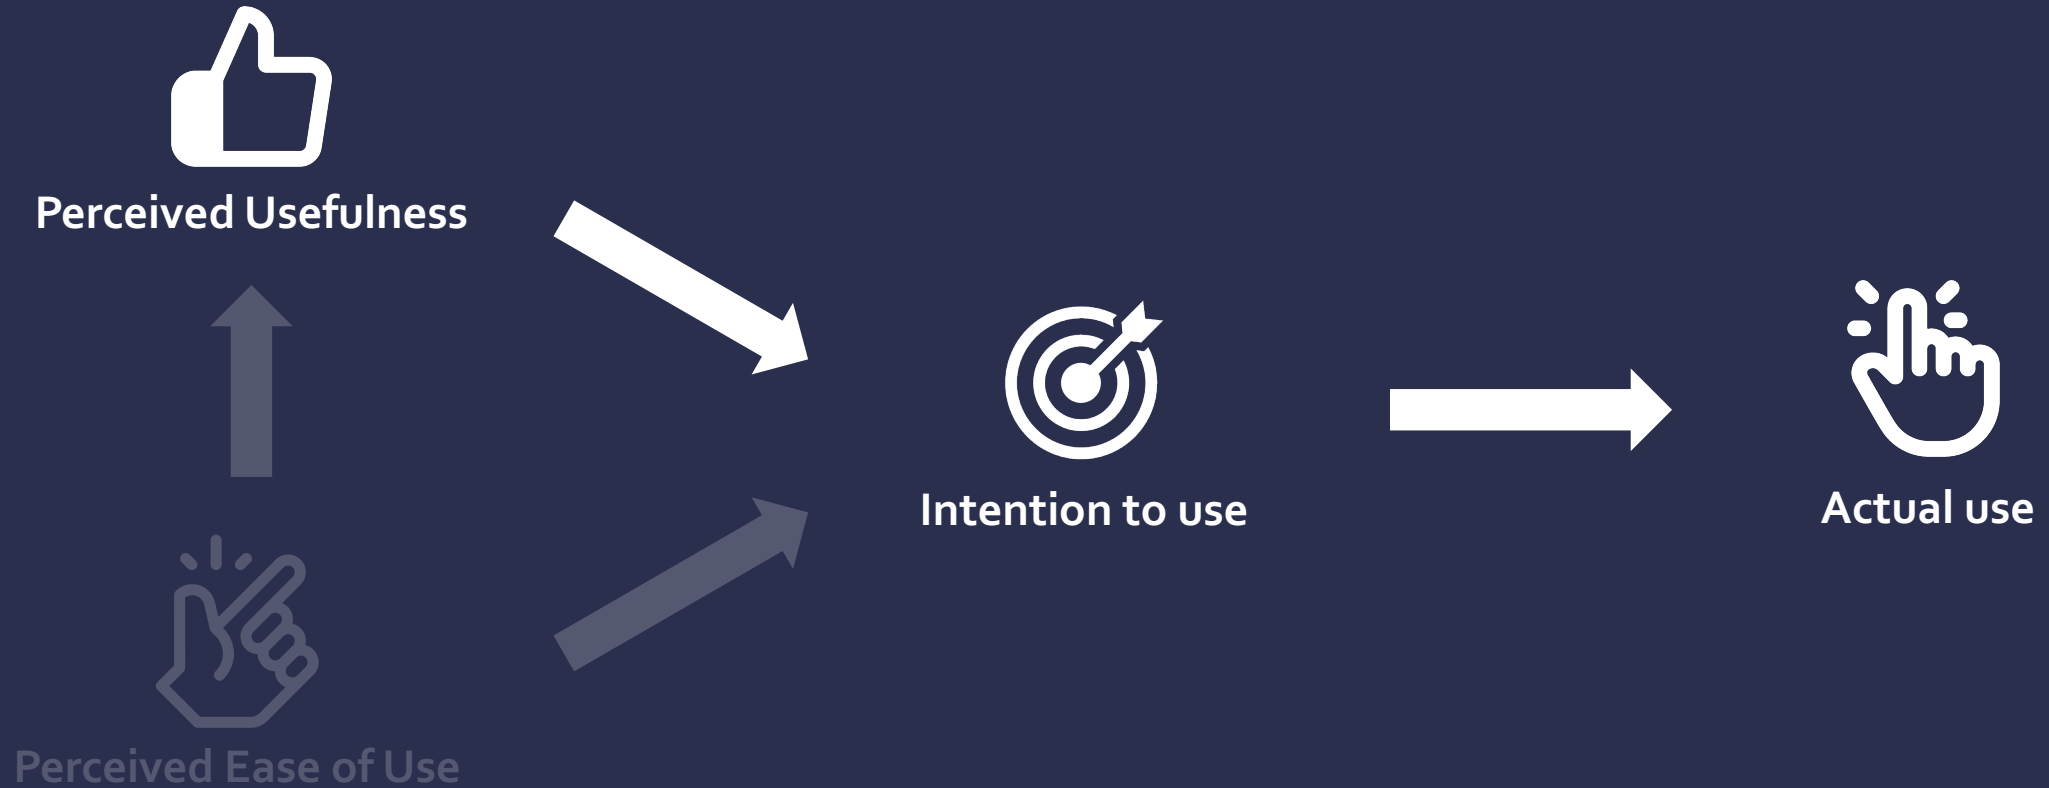 Perceived Usefulness
Intention to use
Actual use
Perceived Ease of Use